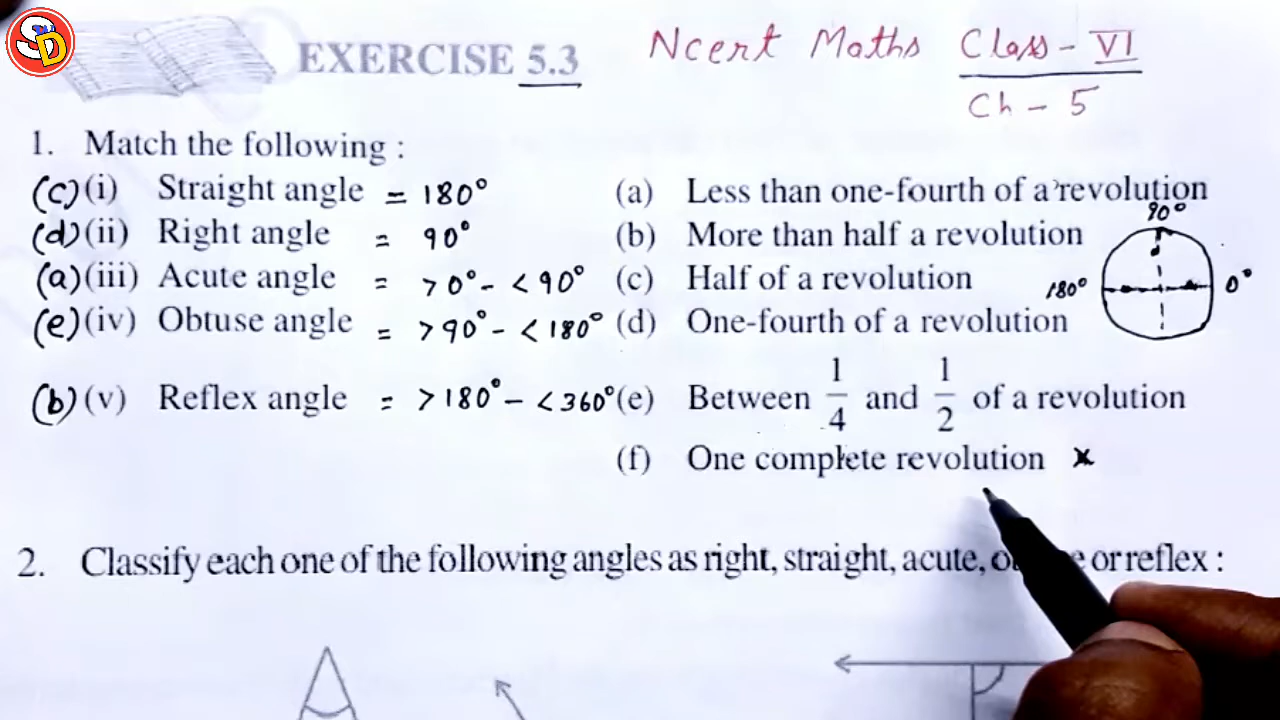 SD
EXERCISE 5.3
Ncert Maths Class - VI
Ch - 5
1. Match the following :
(c) (i) Straight angle = 180° (a) Less than one-fourth of a revolution
(d) (ii) Right angle = 90° (b) More than half a revolution
(a) (iii) Acute angle = >0° - <90° (c) Half of a revolution
(e) (iv) Obtuse angle = >90° - <180° (d) One-fourth of a revolution
(b) (v) Reflex angle = >180° - <360° (e) Between 1/4 and 1/2 of a revolution
(f) One complete revolution ×
90°
180° 0°
2. Classify each one of the following angles as right, straight, acute, or reflex :